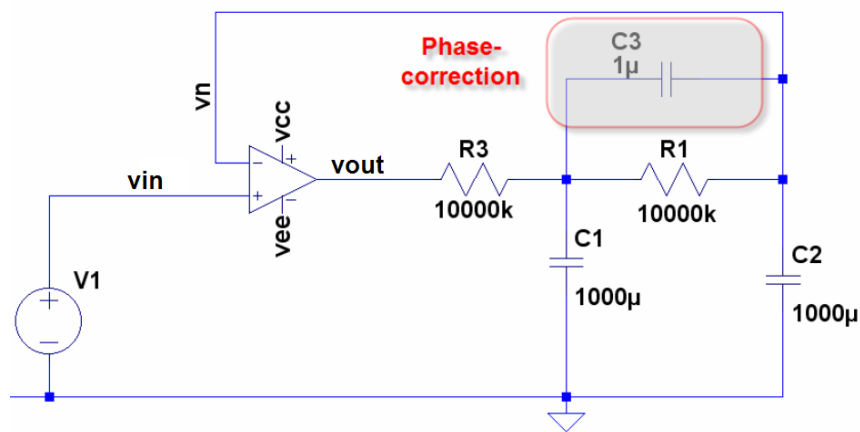 Phase-
correction
C3
1µ
vn
vcc
-
+
vin
+
-
vee
vout
R3
10000k
R1
10000k
C1
1000µ
C2
1000µ
V1
+
-